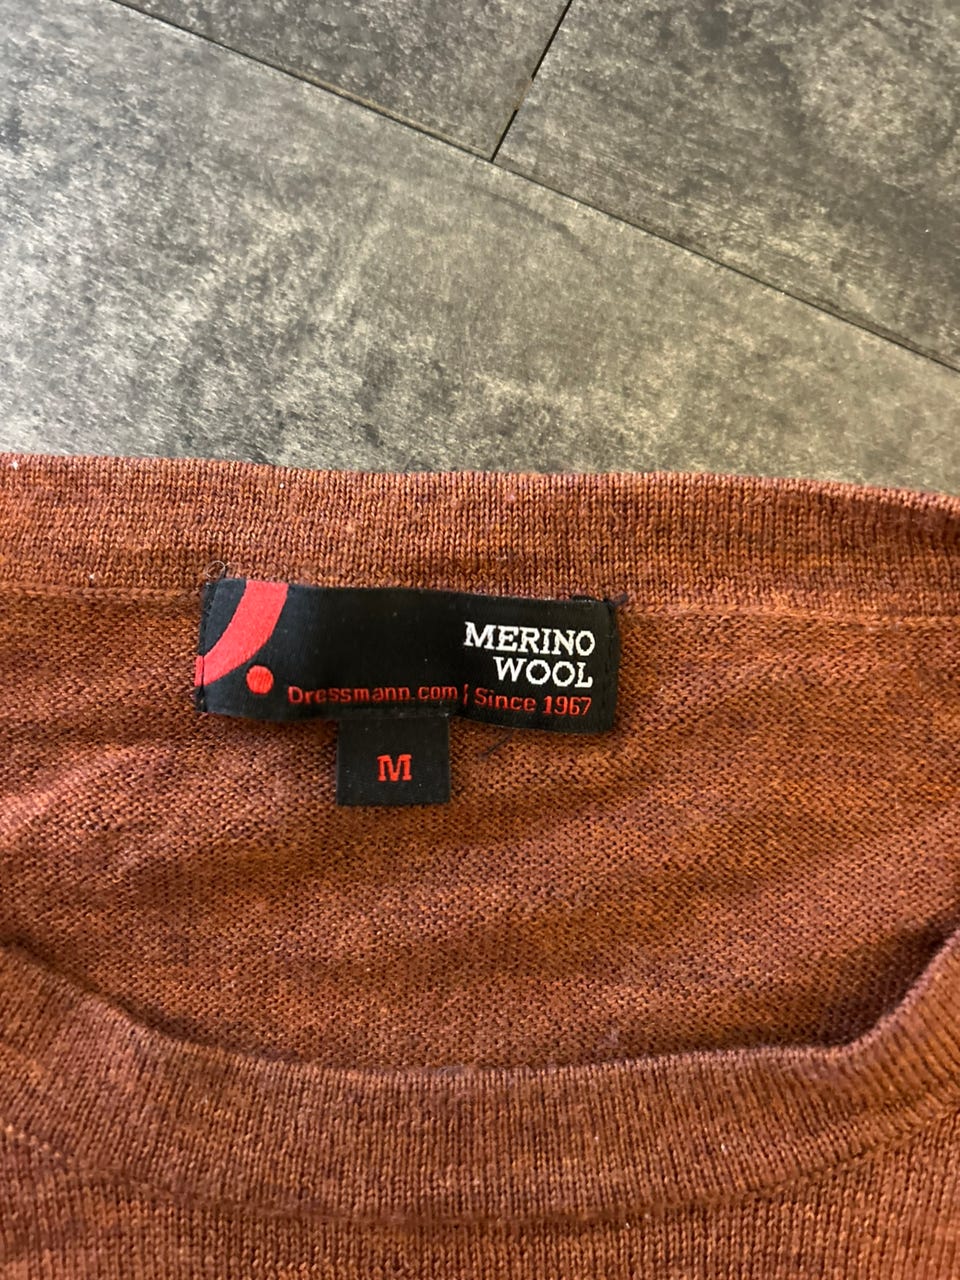 MERINO
WOOL
Dressmann.com | Since 1967
M